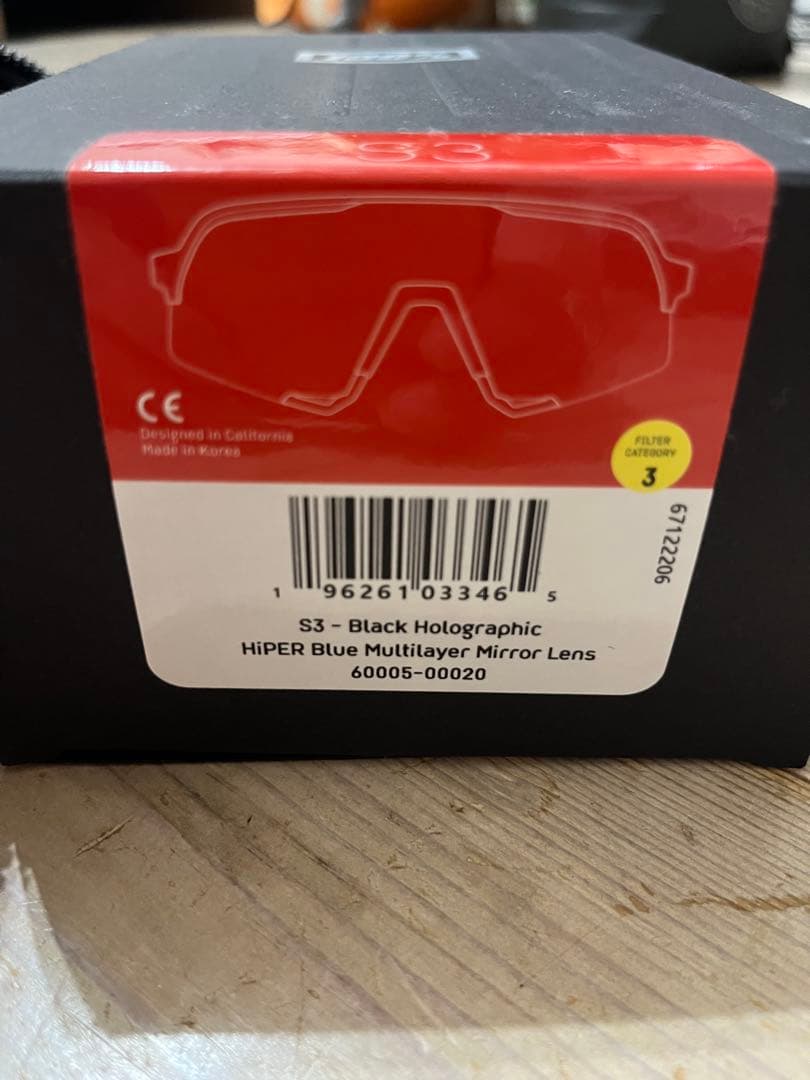 S3
CE
Designed in California
Made in Korea
FILTER
CATEGORY
3
67122206
1 96261 03346 5
S3 - Black Holographic
HiPER Blue Multilayer Mirror Lens
60005-00020